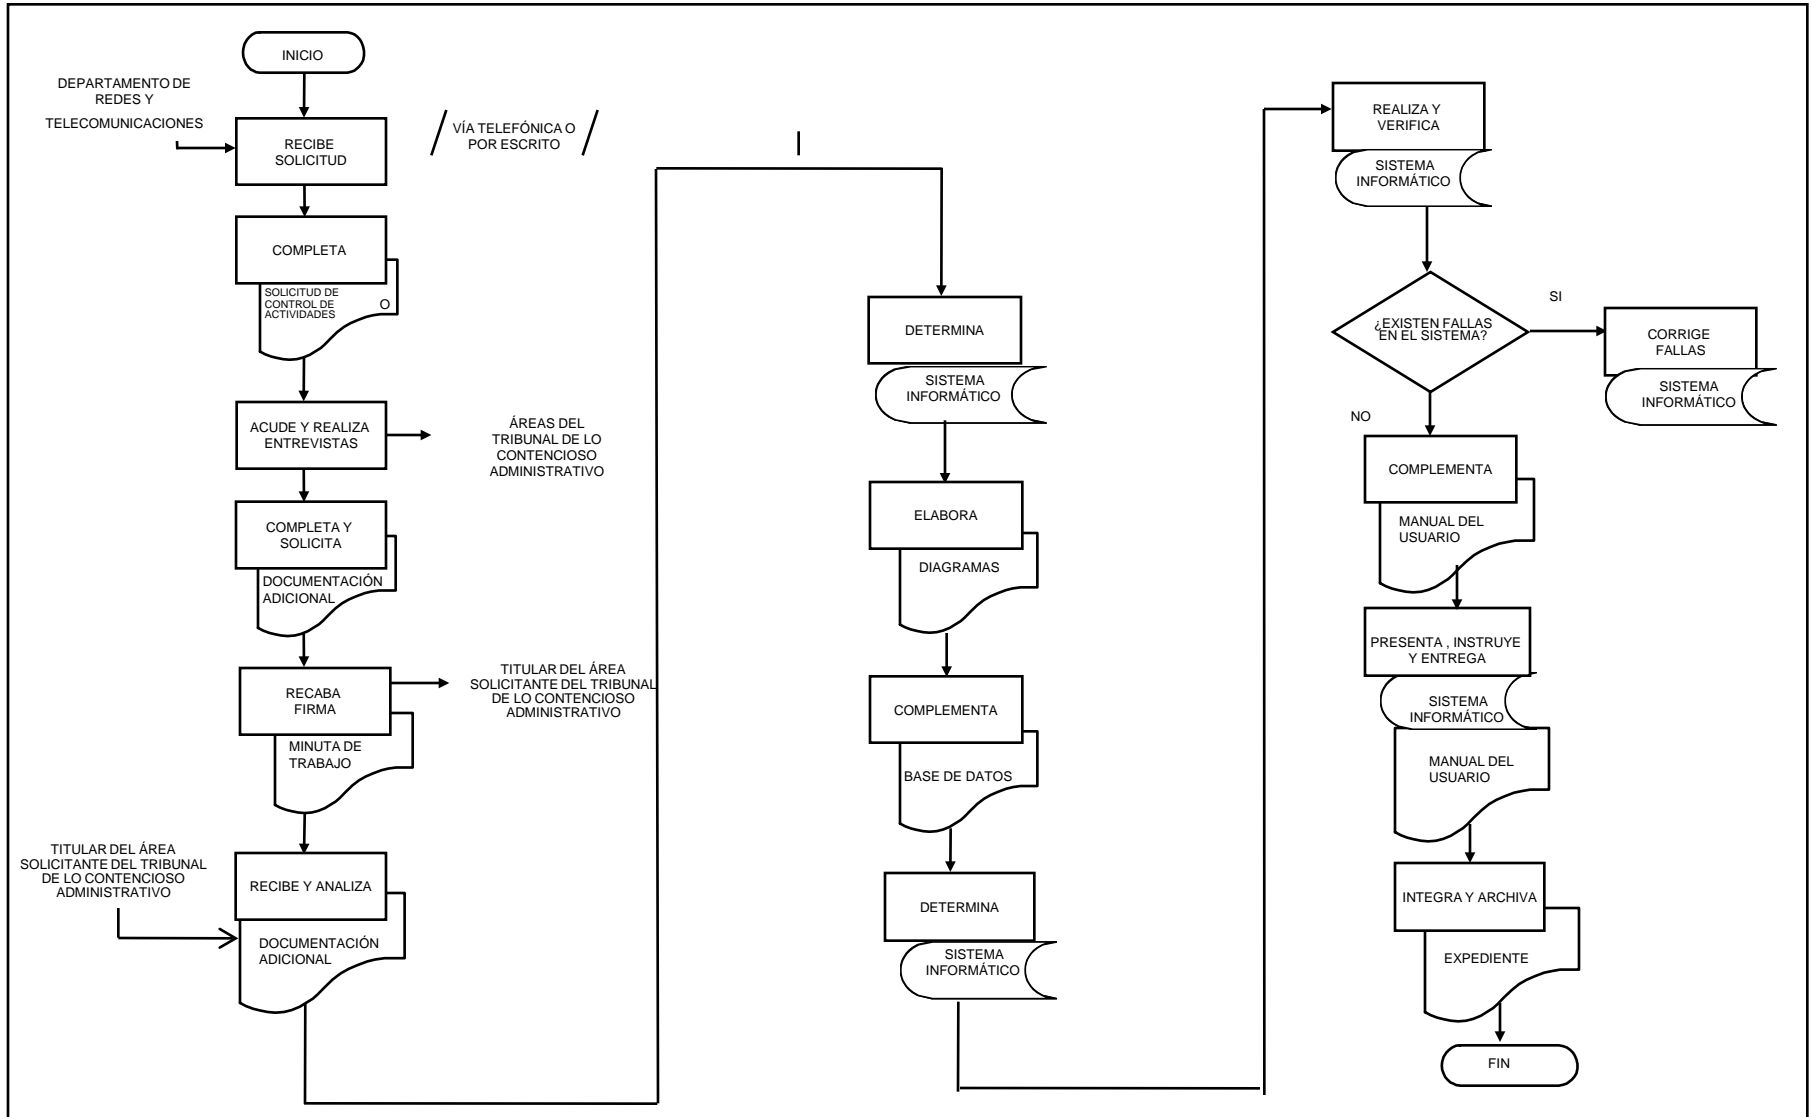 INICIO
DEPARTAMENTO DE
REDES Y
TELECOMUNICACIONES
RECIBE
SOLICITUD
VÍA TELEFÓNICA O
POR ESCRITO
COMPLETA
SOLICITUD DE
CONTROL DE
ACTIVIDADES
O
ACUDE Y REALIZA
ENTREVISTAS
ÁREAS DEL
TRIBUNAL DE LO
CONTENCIOSO
ADMINISTRATIVO
COMPLETA Y
SOLICITA
DOCUMENTACIÓN
ADICIONAL
RECABA
FIRMA
TITULAR DEL ÁREA
SOLICITANTE DEL TRIBUNAL
DE LO CONTENCIOSO
ADMINISTRATIVO
MINUTA DE
TRABAJO
TITULAR DEL ÁREA
SOLICITANTE DEL TRIBUNAL
DE LO CONTENCIOSO
ADMINISTRATIVO
RECIBE Y ANALIZA
DOCUMENTACIÓN
ADICIONAL
DETERMINA
SISTEMA
INFORMÁTICO
ELABORA
DIAGRAMAS
COMPLEMENTA
BASE DE DATOS
DETERMINA
SISTEMA
INFORMÁTICO
REALIZA Y
VERIFICA
SISTEMA
INFORMÁTICO
¿EXISTEN FALLAS
EN EL SISTEMA?
SI
CORRIGE
FALLAS
SISTEMA
INFORMÁTICO
NO
COMPLEMENTA
MANUAL DEL
USUARIO
PRESENTA , INSTRUYE
Y ENTREGA
SISTEMA
INFORMÁTICO
MANUAL DEL
USUARIO
INTEGRA Y ARCHIVA
EXPEDIENTE
FIN